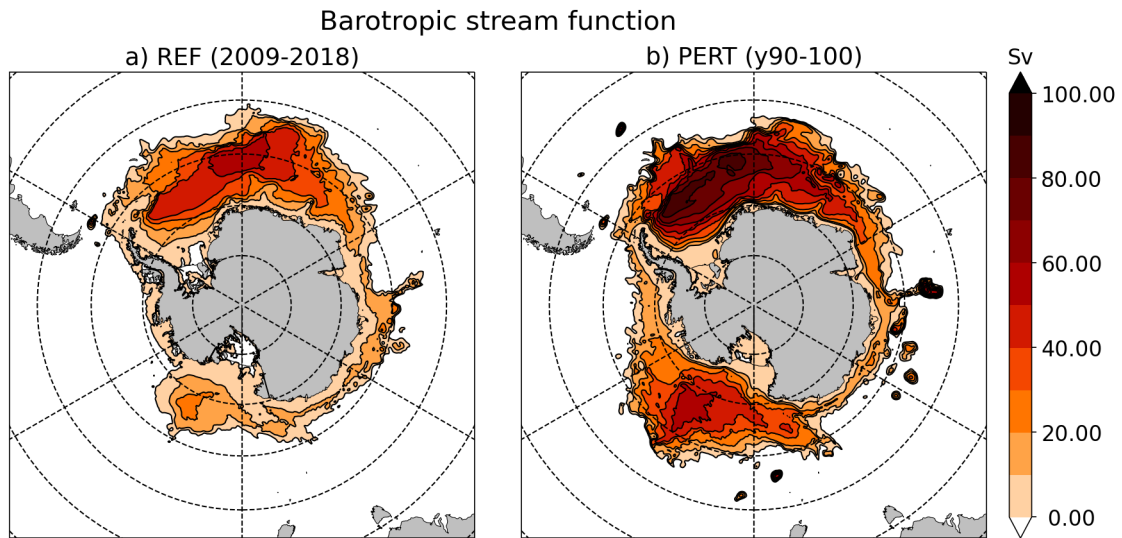 Barotropic stream function
a) REF (2009-2018)
b) PERT (y90-100)
Sv
100.00
80.00
60.00
40.00
20.00
0.00